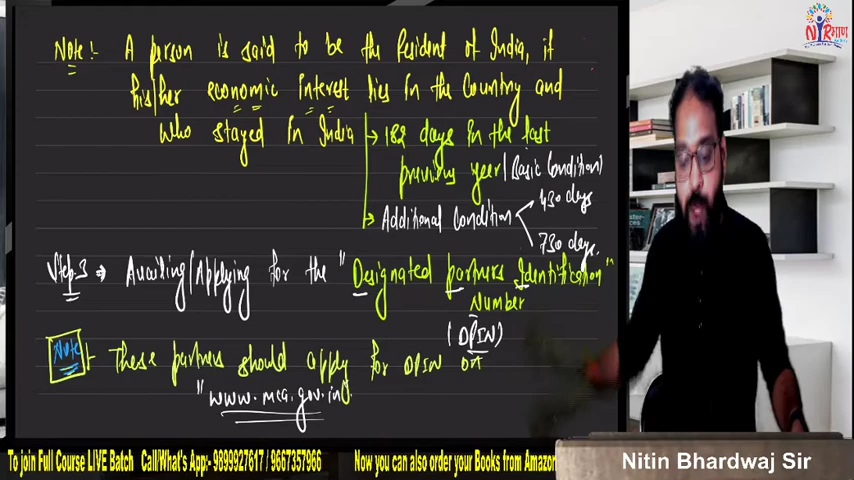 Note:- A person is said to be the Resident of India, if
his/her economic interest lies in the Country and
who stayed in India
→ 182 days in the last
previous year/(Basic Condition)
→ Additional Condition
430 days
730 days.
Step-3 ⇒ Availing/Applying for the "Designated partners Identification"
Number
(DPIN)
Note:- These partners should apply for DPIN on
"www.mca.gov.in".
NIRमाण
To join Full Course LIVE Batch Call/What's App:- 9899927617 / 9667357966 Now you can also order your Books from Amazon
Nitin Bhardwaj Sir